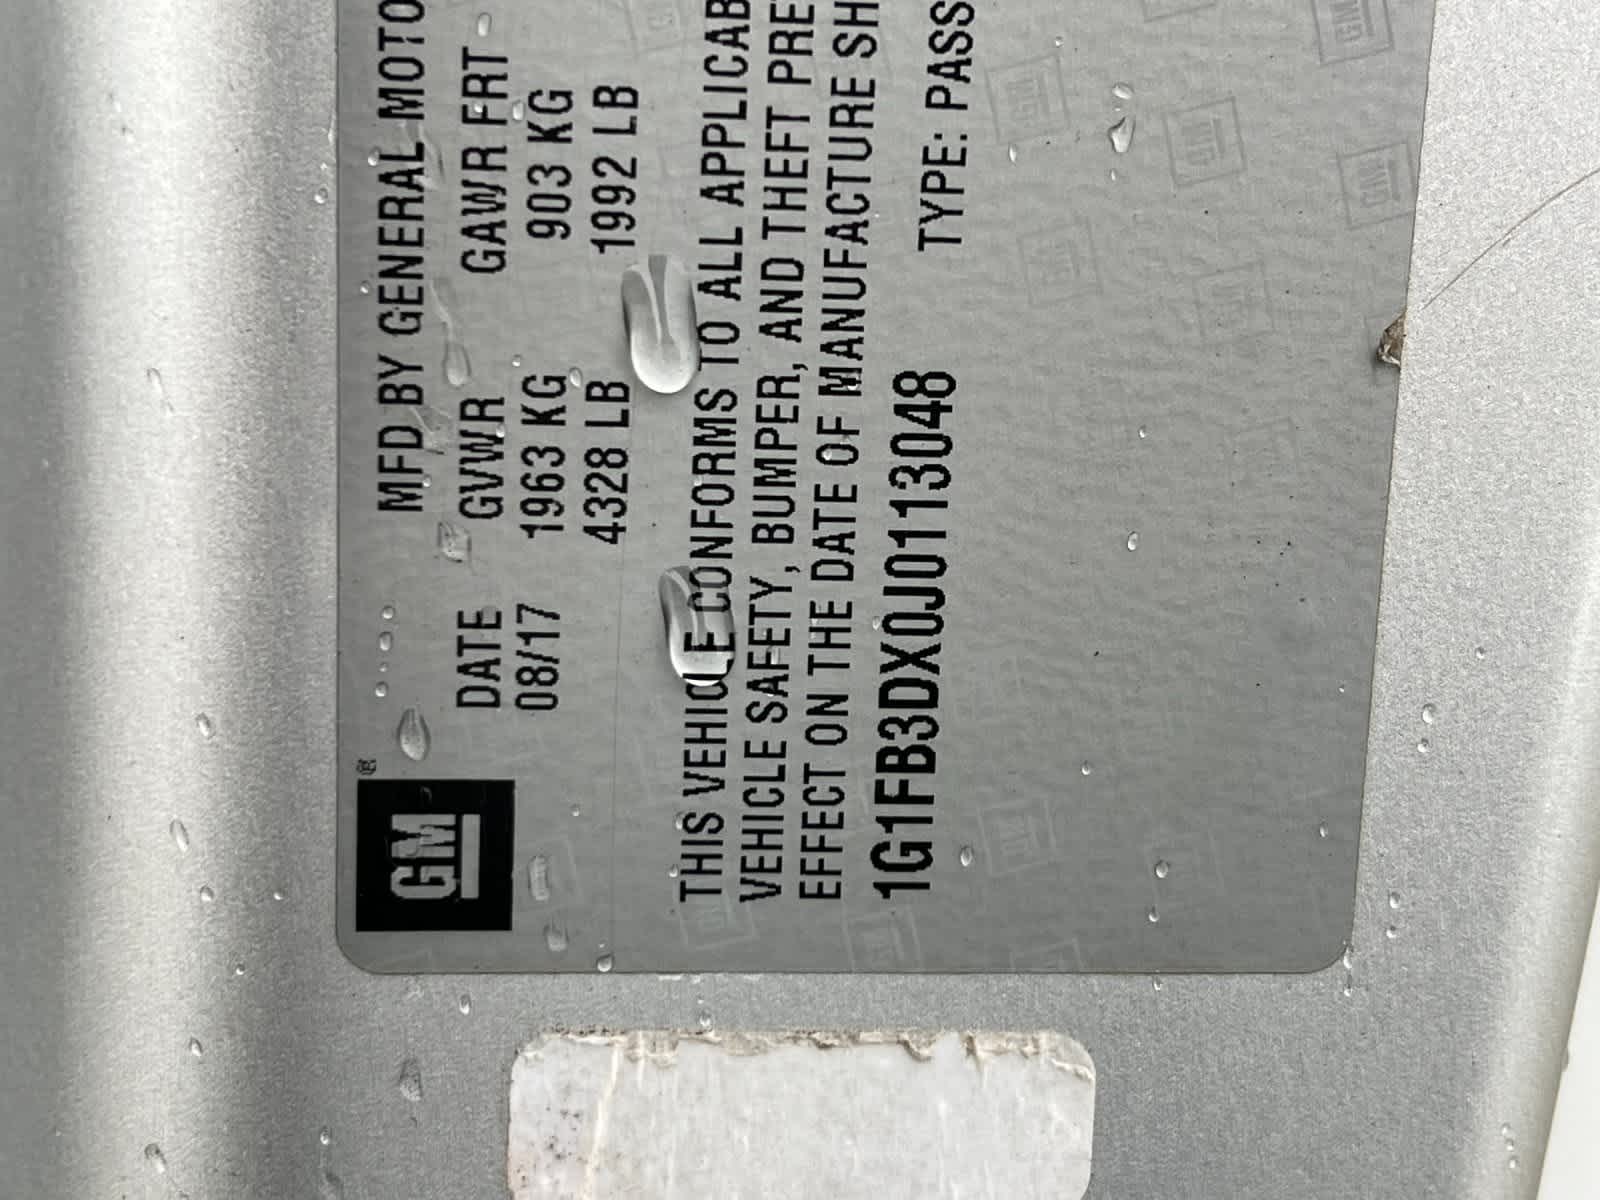 GM ®
MFD BY GENERAL MOTO
DATE GVWR GAWR FRT
08/17 1963 KG 903 KG
4328 LB 1992 LB
THIS VEHICLE CONFORMS TO ALL APPLICAB
VEHICLE SAFETY, BUMPER, AND THEFT PRE
EFFECT ON THE DATE OF MANUFACTURE SH
1G1FB3DX0J0113048 TYPE: PASS